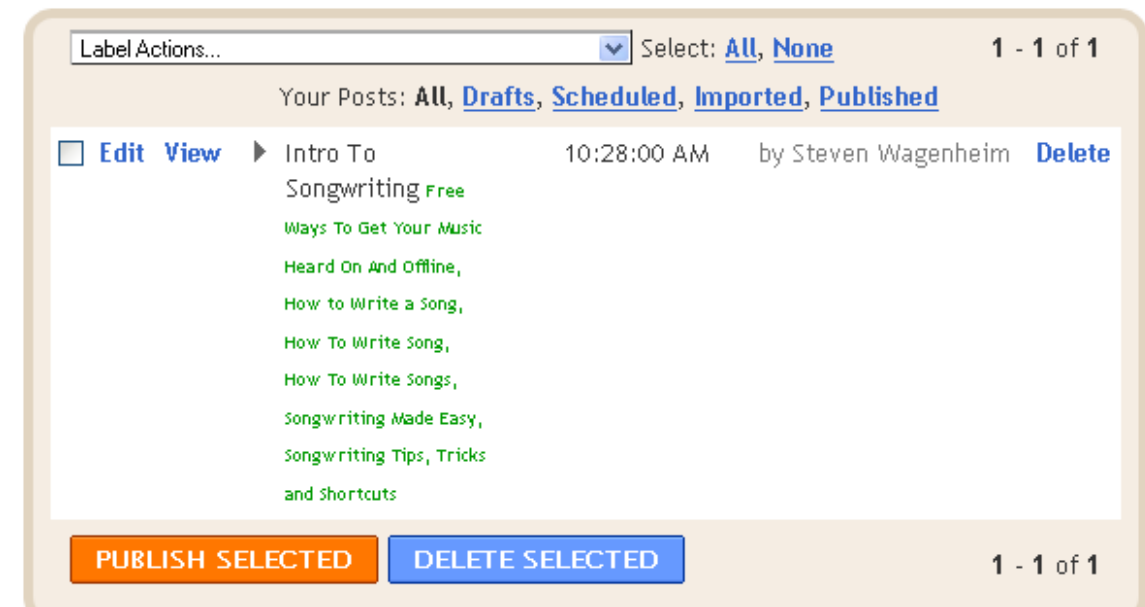 Label Actions... Select: All, None 1 - 1 of 1
Your Posts: All, Drafts, Scheduled, Imported, Published
Edit View Intro To 10:28:00 AM by Steven Wagenheim Delete
Songwriting Free
Ways To Get Your Music
Heard On And Offline,
How to Write a Song,
How To Write Song,
How To Write Songs,
Songwriting Made Easy,
Songwriting Tips, Tricks
and Shortcuts
PUBLISH SELECTED DELETE SELECTED 1 - 1 of 1